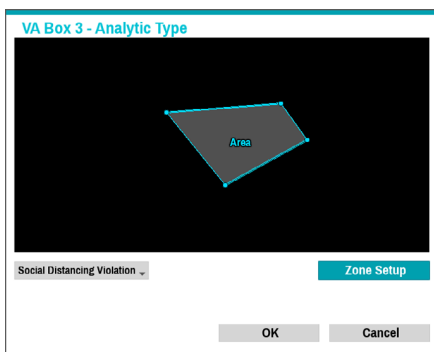 VA Box 3 - Analytic Type
Area
Social Distancing Violation
Zone Setup
OK
Cancel